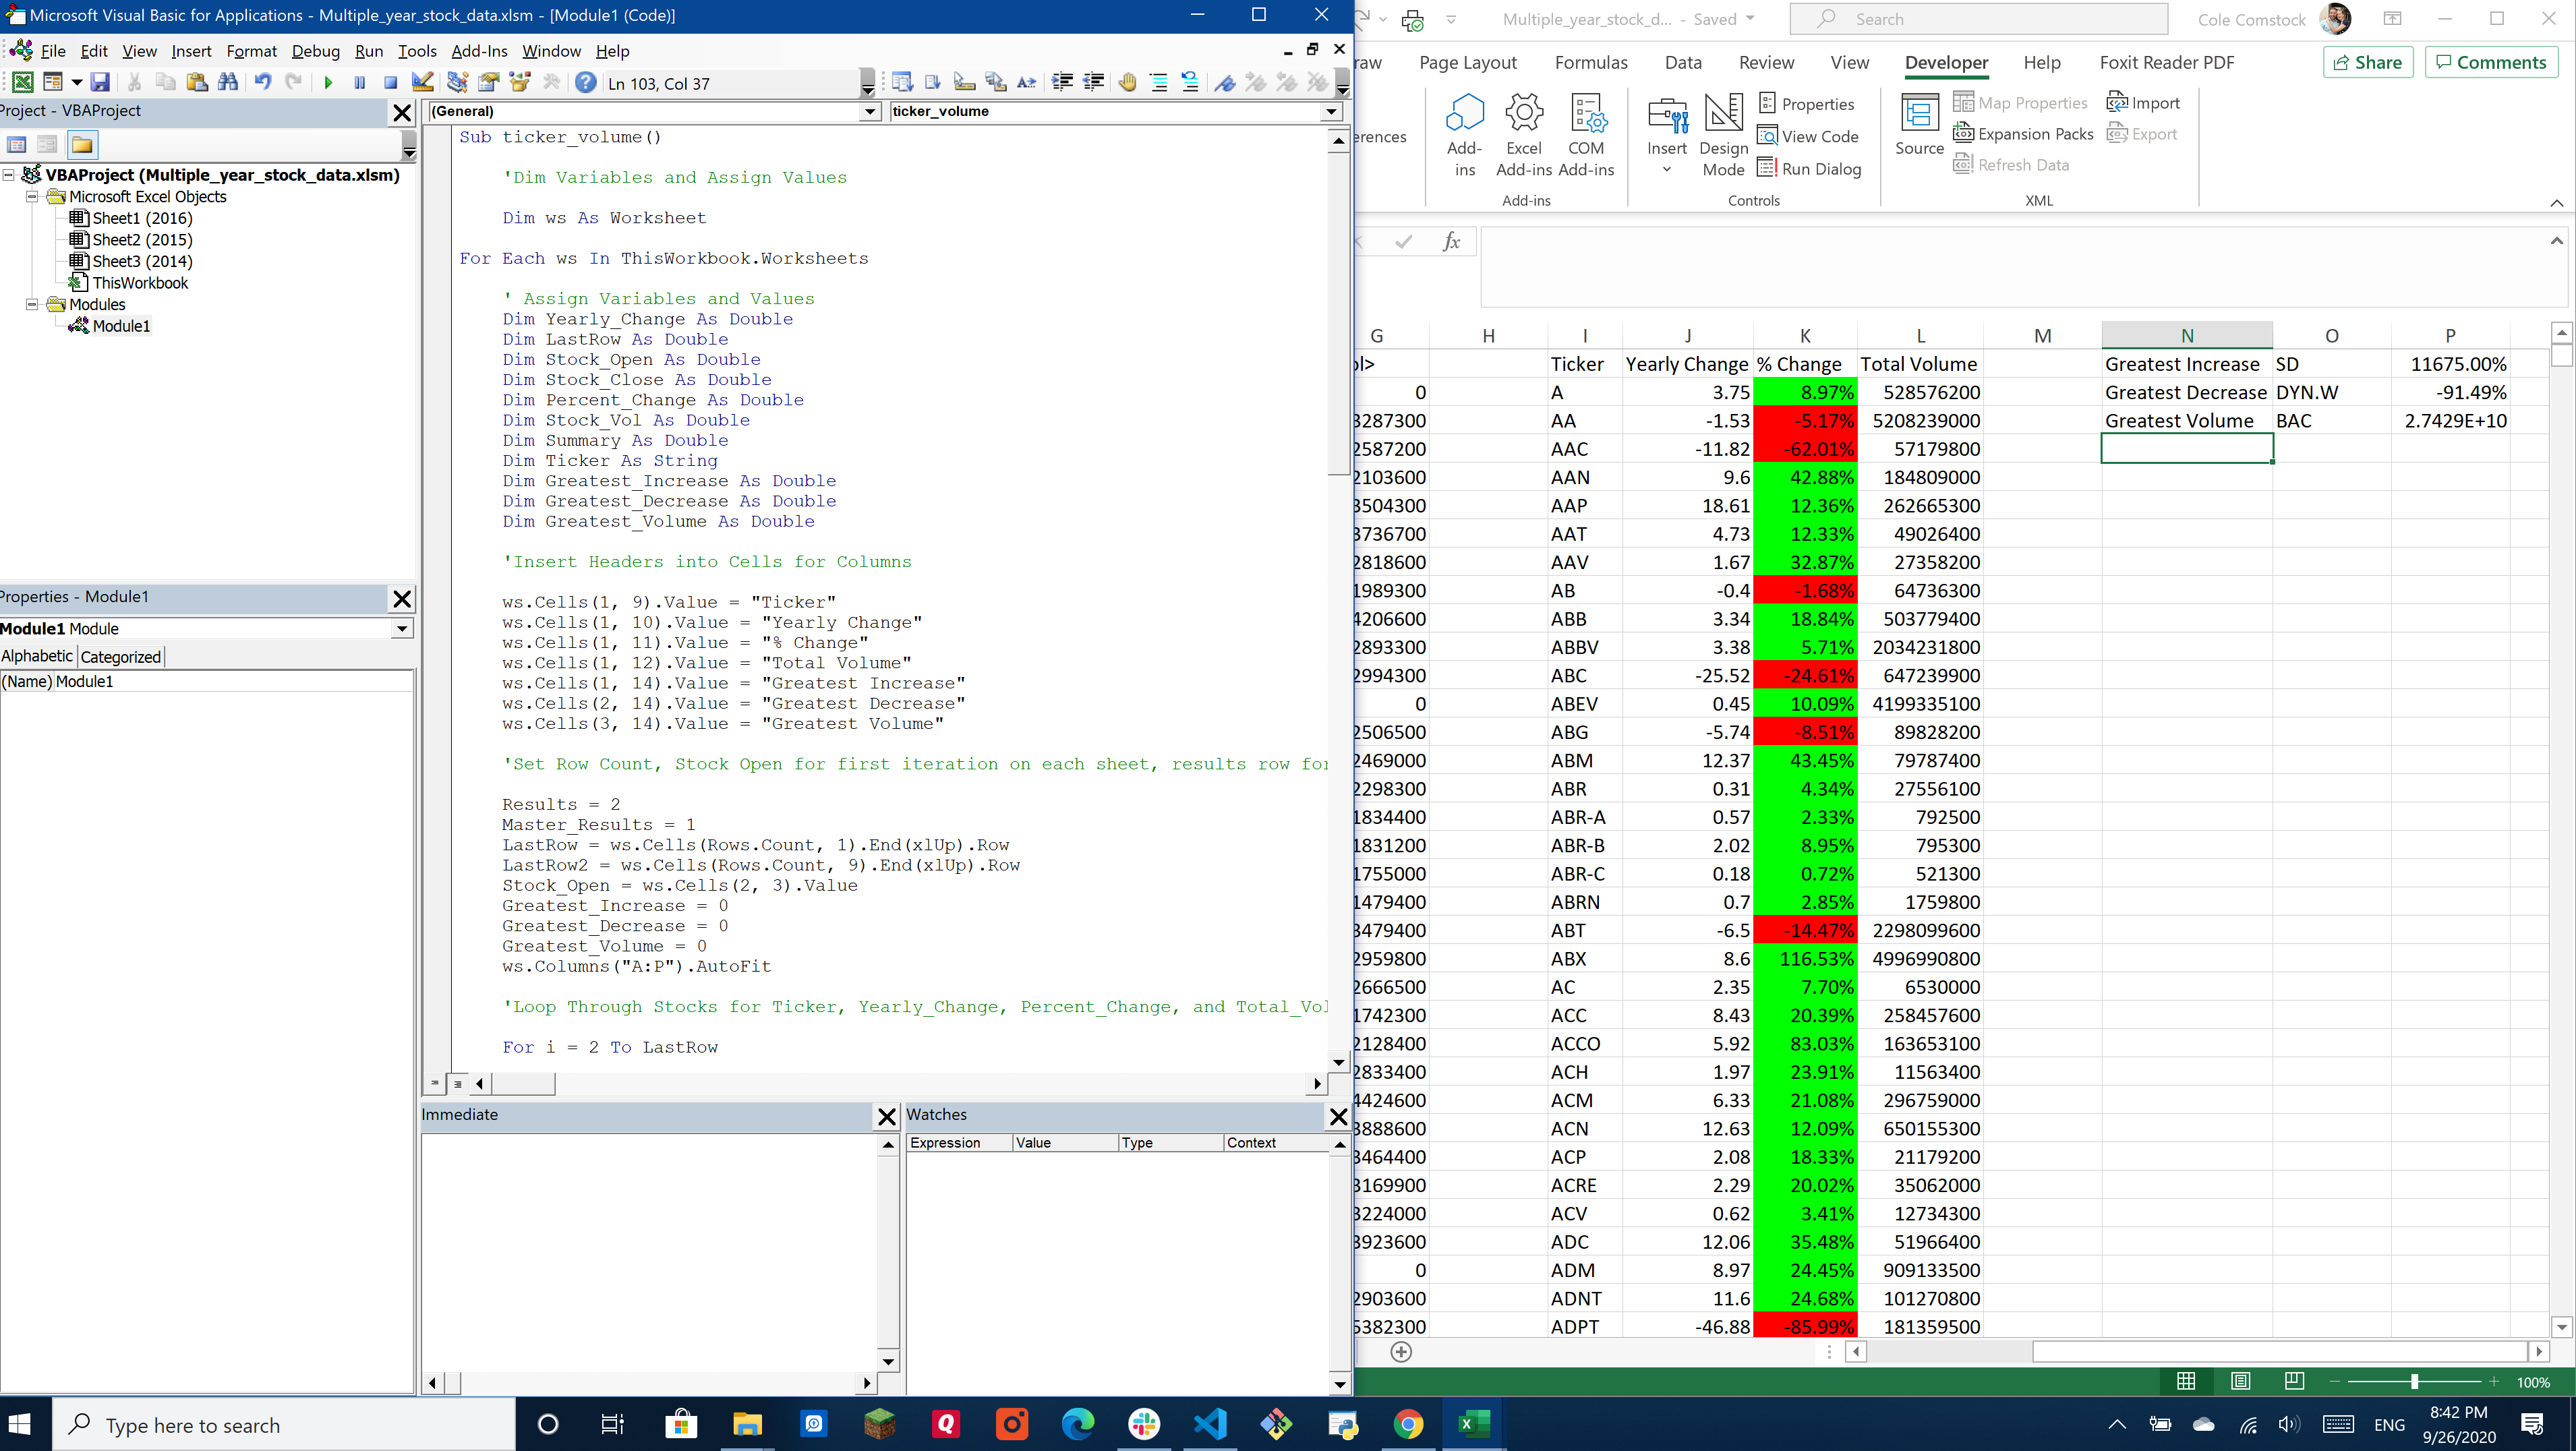 Microsoft Visual Basic for Applications - Multiple_year_stock_data.xlsm - [Module1 (Code)]
File Edit View Insert Format Debug Run Tools Add-Ins Window Help
Ln 103, Col 37
Project - VBAProject
VBAProject (Multiple_year_stock_data.xlsm)
Microsoft Excel Objects
Sheet1 (2016)
Sheet2 (2015)
Sheet3 (2014)
ThisWorkbook
Modules
Module1
Properties - Module1
Module1 Module
Alphabetic Categorized
(Name) Module1
(General) ticker_volume
Sub ticker_volume()
'Dim Variables and Assign Values
Dim ws As Worksheet
For Each ws In ThisWorkbook.Worksheets
' Assign Variables and Values
Dim Yearly_Change As Double
Dim LastRow As Double
Dim Stock_Open As Double
Dim Stock_Close As Double
Dim Percent_Change As Double
Dim Stock_Vol As Double
Dim Summary As Double
Dim Ticker As String
Dim Greatest_Increase As Double
Dim Greatest_Decrease As Double
Dim Greatest_Volume As Double
'Insert Headers into Cells for Columns
ws.Cells(1, 9).Value = "Ticker"
ws.Cells(1, 10).Value = "Yearly Change"
ws.Cells(1, 11).Value = "% Change"
ws.Cells(1, 12).Value = "Total Volume"
ws.Cells(1, 14).Value = "Greatest Increase"
ws.Cells(2, 14).Value = "Greatest Decrease"
ws.Cells(3, 14).Value = "Greatest Volume"
'Set Row Count, Stock Open for first iteration on each sheet, results row for
Results = 2
Master_Results = 1
LastRow = ws.Cells(Rows.Count, 1).End(xlUp).Row
LastRow2 = ws.Cells(Rows.Count, 9).End(xlUp).Row
Stock_Open = ws.Cells(2, 3).Value
Greatest_Increase = 0
Greatest_Decrease = 0
Greatest_Volume = 0
ws.Columns("A:P").AutoFit
'Loop Through Stocks for Ticker, Yearly_Change, Percent_Change, and Total_Vol
For i = 2 To LastRow
Immediate
Watches
Expression Value Type Context
Multiple_year_stock_d... - Saved
Search
Cole Comstock
raw Page Layout Formulas Data Review View Developer Help Foxit Reader PDF
Share Comments
erences
Add-ins
Excel Add-ins
COM Add-ins
Add-ins
Insert
Design Mode
Properties
View Code
Run Dialog
Controls
Source
Map Properties
Expansion Packs
Refresh Data
Import
Export
XML
fx
G H I J K L M N O P
ol> Ticker Yearly Change % Change Total Volume Greatest Increase SD 11675.00%
0 A 3.75 8.97% 528576200 Greatest Decrease DYN.W -91.49%
3287300 AA -1.53 -5.17% 5208239000 Greatest Volume BAC 2.7429E+10
2587200 AAC -11.82 -62.01% 57179800
2103600 AAN 9.6 42.88% 184809000
3504300 AAP 18.61 12.36% 262665300
3736700 AAT 4.73 12.33% 49026400
2818600 AAV 1.67 32.87% 27358200
1989300 AB -0.4 -1.68% 64736300
4206600 ABB 3.34 18.84% 503779400
2893300 ABBV 3.38 5.71% 2034231800
2994300 ABC -25.52 -24.61% 647239900
0 ABEV 0.45 10.09% 4199335100
2506500 ABG -5.74 -8.51% 89828200
2469000 ABM 12.37 43.45% 79787400
2298300 ABR 0.31 4.34% 27556100
1834400 ABR-A 0.57 2.33% 792500
1831200 ABR-B 2.02 8.95% 795300
1755000 ABR-C 0.18 0.72% 521300
1479400 ABRN 0.7 2.85% 1759800
3479400 ABT -6.5 -14.47% 2298099600
2959800 ABX 8.6 116.53% 4996990800
2666500 AC 2.35 7.70% 6530000
1742300 ACC 8.43 20.39% 258457600
2128400 ACCO 5.92 83.03% 163653100
2833400 ACH 1.97 23.91% 11563400
4424600 ACM 6.33 21.08% 296759000
3888600 ACN 12.63 12.09% 650155300
3464400 ACP 2.08 18.33% 21179200
3169900 ACRE 2.29 20.02% 35062000
3224000 ACV 0.62 3.41% 12734300
3923600 ADC 12.06 35.48% 51966400
0 ADM 8.97 24.45% 909133500
2903600 ADNT 11.6 24.68% 101270800
5382300 ADPT -46.88 -85.99% 181359500
100%
Type here to search
ENG
8:42 PM
9/26/2020